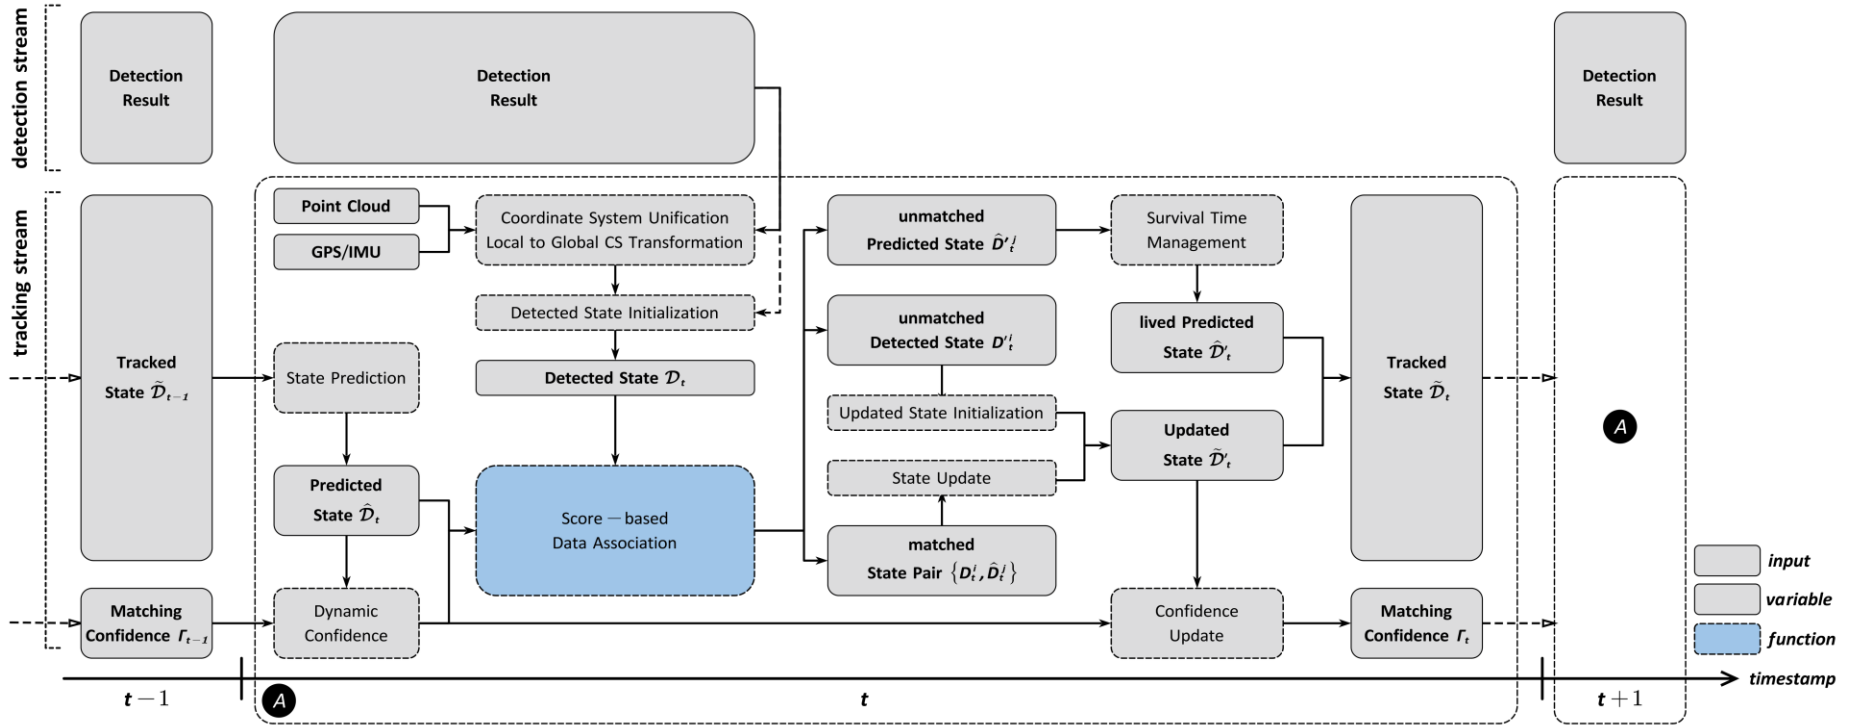 detection stream
Detection
Result
Detection
Result
Detection
Result
tracking stream
Tracked
State 𝒟̃ₜ₋₁
Matching
Confidence Γₜ₋₁
Point Cloud
GPS/IMU
Coordinate System Unification
Local to Global CS Transformation
Detected State Initialization
Detected State 𝒟ₜ
State Prediction
Predicted
State 𝒟̂ₜ
Dynamic
Confidence
Score – based
Data Association
unmatched
Predicted State D̂′ₜʲ
unmatched
Detected State D′ₜⁱ
Updated State Initialization
State Update
matched
State Pair {Dₜⁱ, D̂ₜʲ}
Survival Time
Management
lived Predicted
State 𝒟̂′ₜ
Updated
State 𝒟̃′ₜ
Confidence
Update
Tracked
State 𝒟̃ₜ
Matching
Confidence Γₜ
A
input
variable
function
timestamp
t – 1
A
t
t + 1